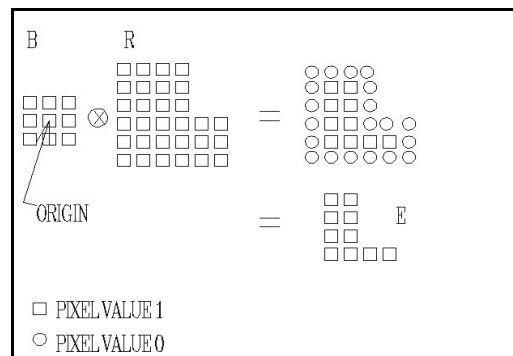 B R
ORIGIN
E
PIXEL VALUE 1
PIXEL VALUE 0